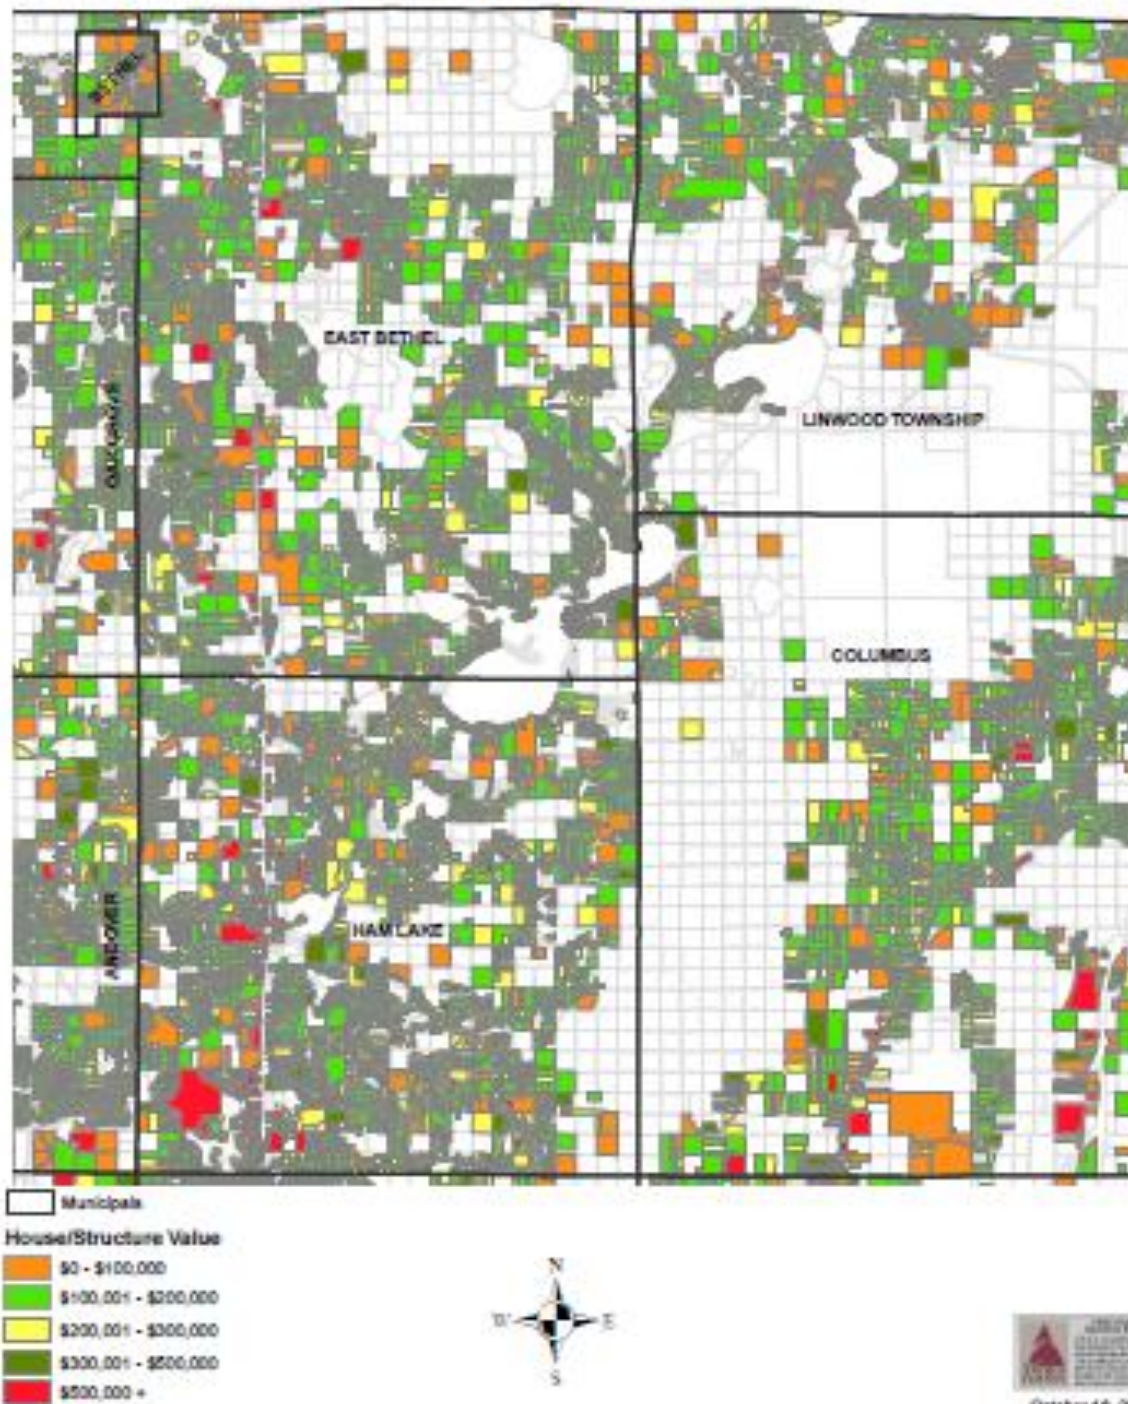 BETHEL
EAST BETHEL
OAK GROVE
LINWOOD TOWNSHIP
COLUMBUS
HAM LAKE
ANDOVER
Municipals
House/Structure Value
$0 - $100,000
$100,001 - $200,000
$200,001 - $300,000
$300,001 - $500,000
$500,000 +
N
W E
S